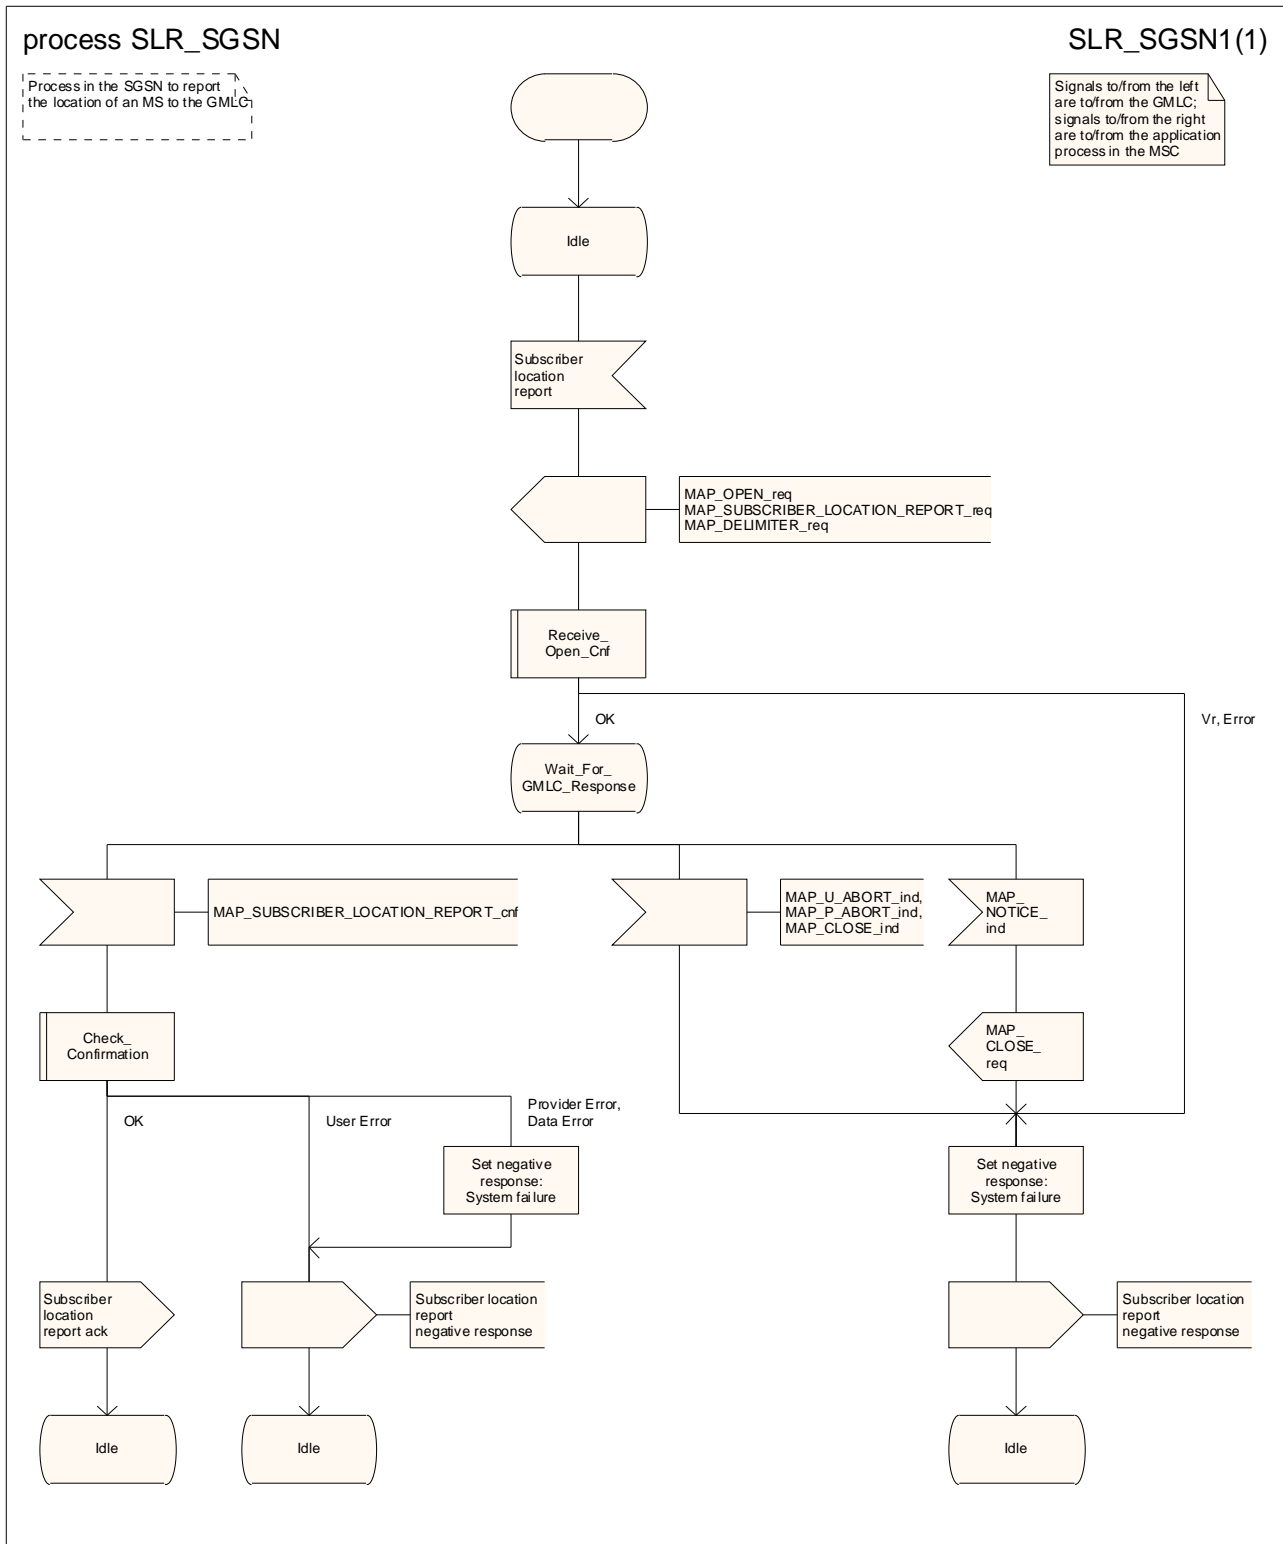 process SLR_SGSN
SLR_SGSN1(1)
Process in the SGSN to report
the location of an MS to the GMLC
Signals to/from the left
are to/from the GMLC;
signals to/from the right
are to/from the application
process in the MSC
Idle
Subscriber
location
report
MAP_OPEN_req
MAP_SUBSCRIBER_LOCATION_REPORT_req
MAP_DELIMITER_req
Receive_
Open_Cnf
OK
Vr, Error
Wait_For_
GMLC_Response
MAP_SUBSCRIBER_LOCATION_REPORT_cnf
MAP_U_ABORT_ind,
MAP_P_ABORT_ind,
MAP_CLOSE_ind
MAP_
NOTICE_
ind
Check_
Confirmation
MAP_
CLOSE_
req
OK
User Error
Provider Error,
Data Error
Set negative
response:
System failure
Set negative
response:
System failure
Subscriber
location
report ack
Subscriber location
report
negative response
Subscriber location
report
negative response
Idle
Idle
Idle